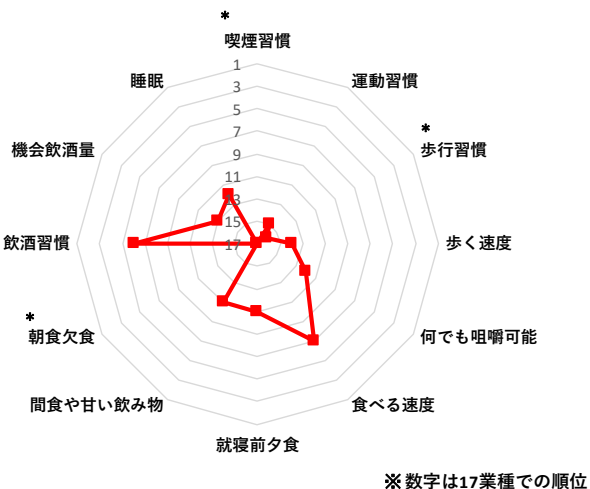 *
喫煙習慣
睡眠
運動習慣
*
機会飲酒量
歩行習慣
1
3
5
7
9
11
13
15
17
飲酒習慣
歩く速度
*
朝食欠食
何でも咀嚼可能
間食や甘い飲み物
食べる速度
就寝前夕食
※数字は17業種での順位